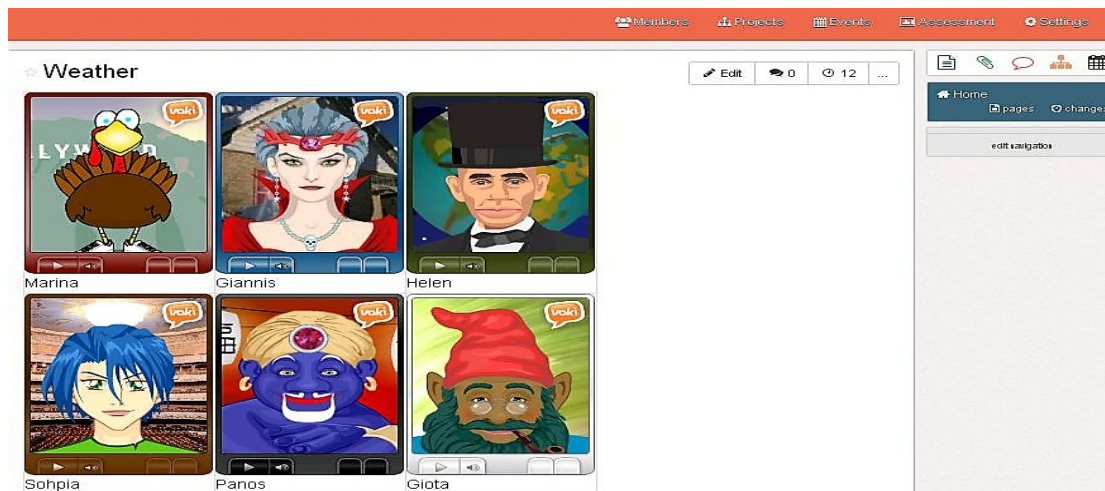 Members Projects Events Assessment Settings
Weather
Edit 0 12 ...
Home
pages changes
edit navigation
LYW D
voki voki voki
Marina Giannis Helen
voki voki voki
Sohpia Panos Giota